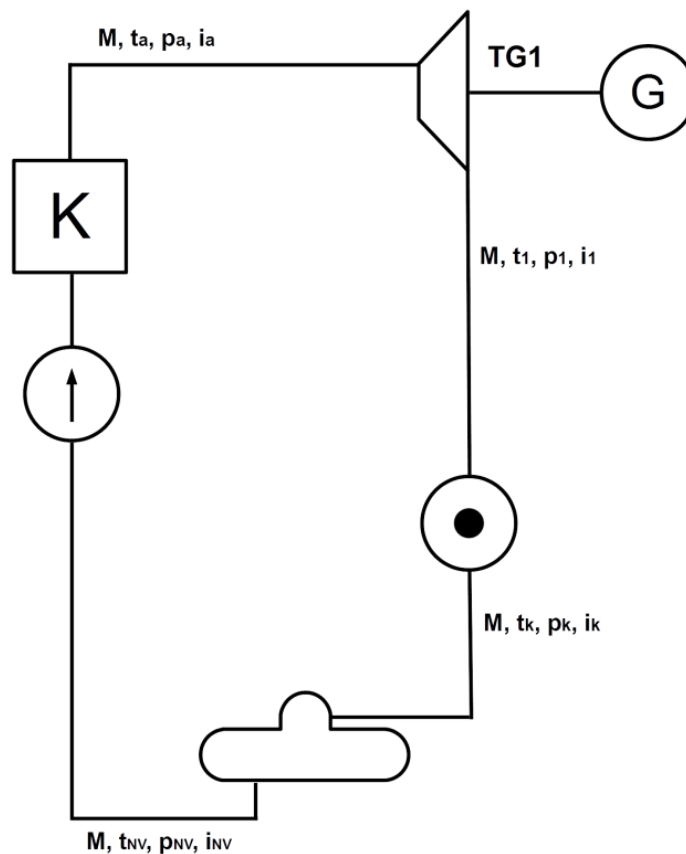 M, ta, pa, ia
TG1
G
K
M, t1, p1, i1
M, tk, pk, ik
M, tNV, pNV, iNV